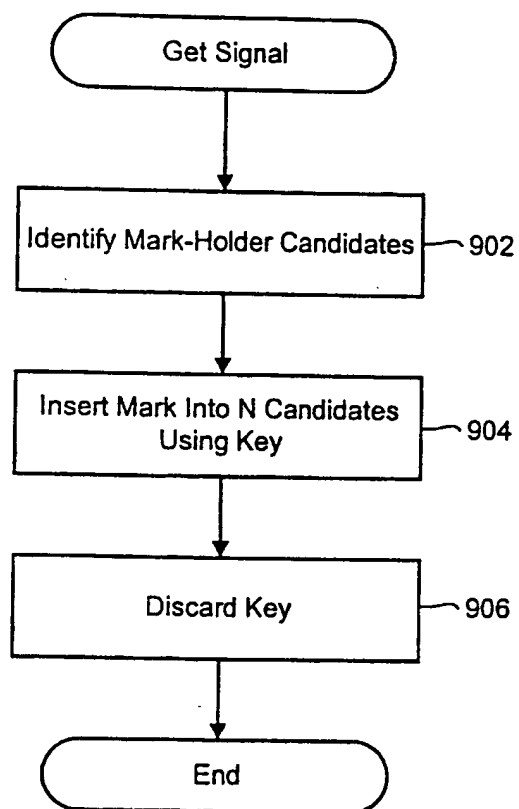 Get Signal
Identify Mark-Holder Candidates
902
Insert Mark Into N Candidates
Using Key
904
Discard Key
906
End